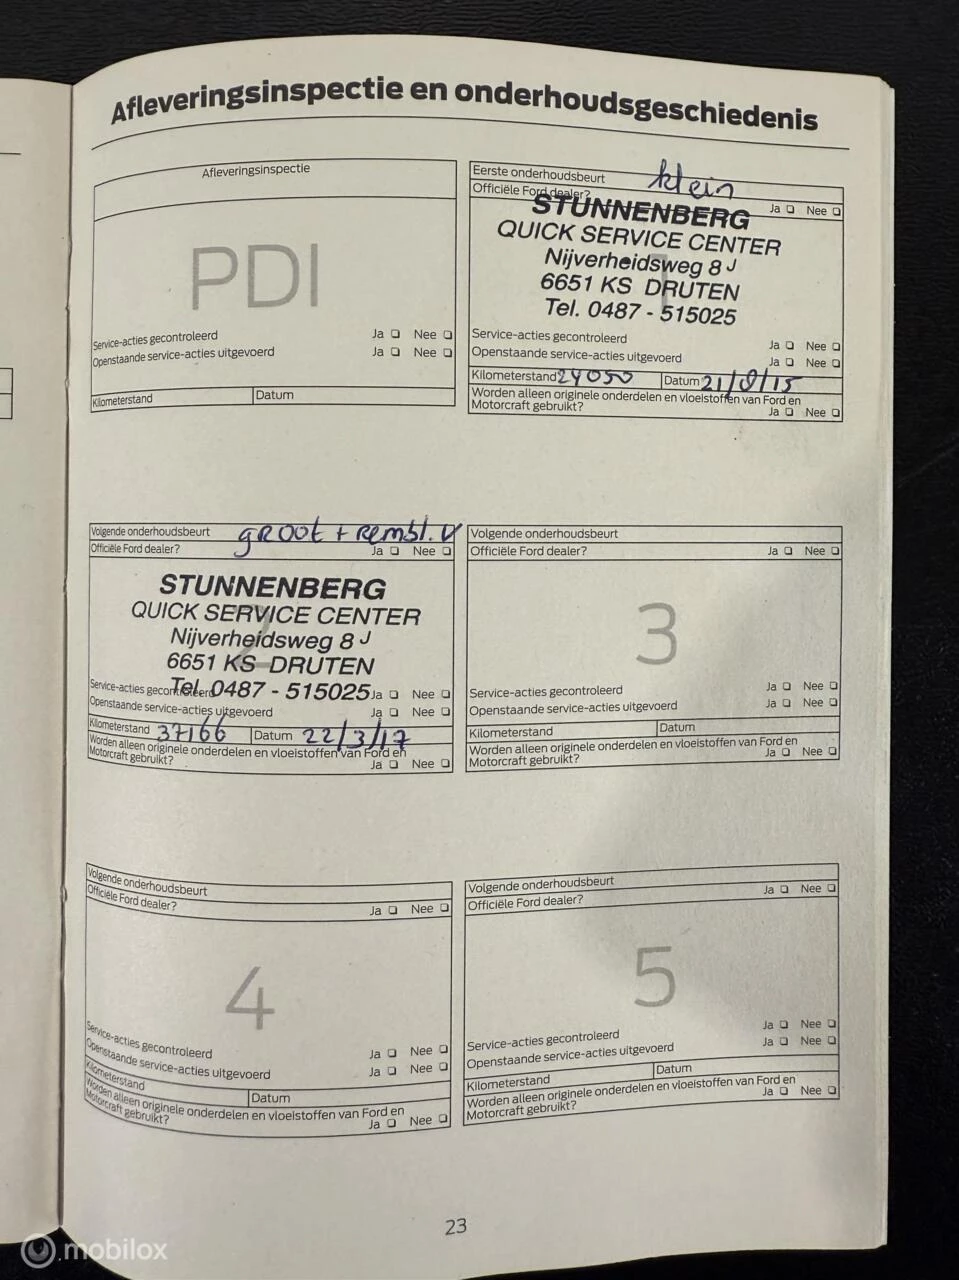 Afleveringsinspectie en onderhoudsgeschiedenis
Afleveringsinspectie
PDI
Service-acties gecontroleerd Ja Nee
Openstaande service-acties uitgevoerd Ja Nee
Kilometerstand Datum
Eerste onderhoudsbeurt klein
Officiële Ford dealer? Ja Nee
1
STUNNENBERG
QUICK SERVICE CENTER
Nijverheidsweg 8 J
6651 KS DRUTEN
Tel. 0487 - 515025
Service-acties gecontroleerd Ja Nee
Openstaande service-acties uitgevoerd Ja Nee
Kilometerstand 24050 Datum 21/8/15
Worden alleen originele onderdelen en vloeistoffen van Ford en
Motorcraft gebruikt? Ja Nee
Volgende onderhoudsbeurt groot + rembl. V
Officiële Ford dealer? Ja Nee
2
STUNNENBERG
QUICK SERVICE CENTER
Nijverheidsweg 8 J
6651 KS DRUTEN
Tel. 0487 - 515025
Service-acties gecontroleerd Ja Nee
Openstaande service-acties uitgevoerd Ja Nee
Kilometerstand 37166 Datum 22/3/17
Worden alleen originele onderdelen en vloeistoffen van Ford en
Motorcraft gebruikt? Ja Nee
Volgende onderhoudsbeurt
Officiële Ford dealer? Ja Nee
3
Service-acties gecontroleerd Ja Nee
Openstaande service-acties uitgevoerd Ja Nee
Kilometerstand Datum
Worden alleen originele onderdelen en vloeistoffen van Ford en
Motorcraft gebruikt? Ja Nee
Volgende onderhoudsbeurt
Officiële Ford dealer? Ja Nee
4
Service-acties gecontroleerd Ja Nee
Openstaande service-acties uitgevoerd Ja Nee
Kilometerstand Datum
Worden alleen originele onderdelen en vloeistoffen van Ford en
Motorcraft gebruikt? Ja Nee
Volgende onderhoudsbeurt
Officiële Ford dealer? Ja Nee
5
Service-acties gecontroleerd Ja Nee
Openstaande service-acties uitgevoerd Ja Nee
Kilometerstand Datum
Worden alleen originele onderdelen en vloeistoffen van Ford en
Motorcraft gebruikt? Ja Nee
23
mobilox